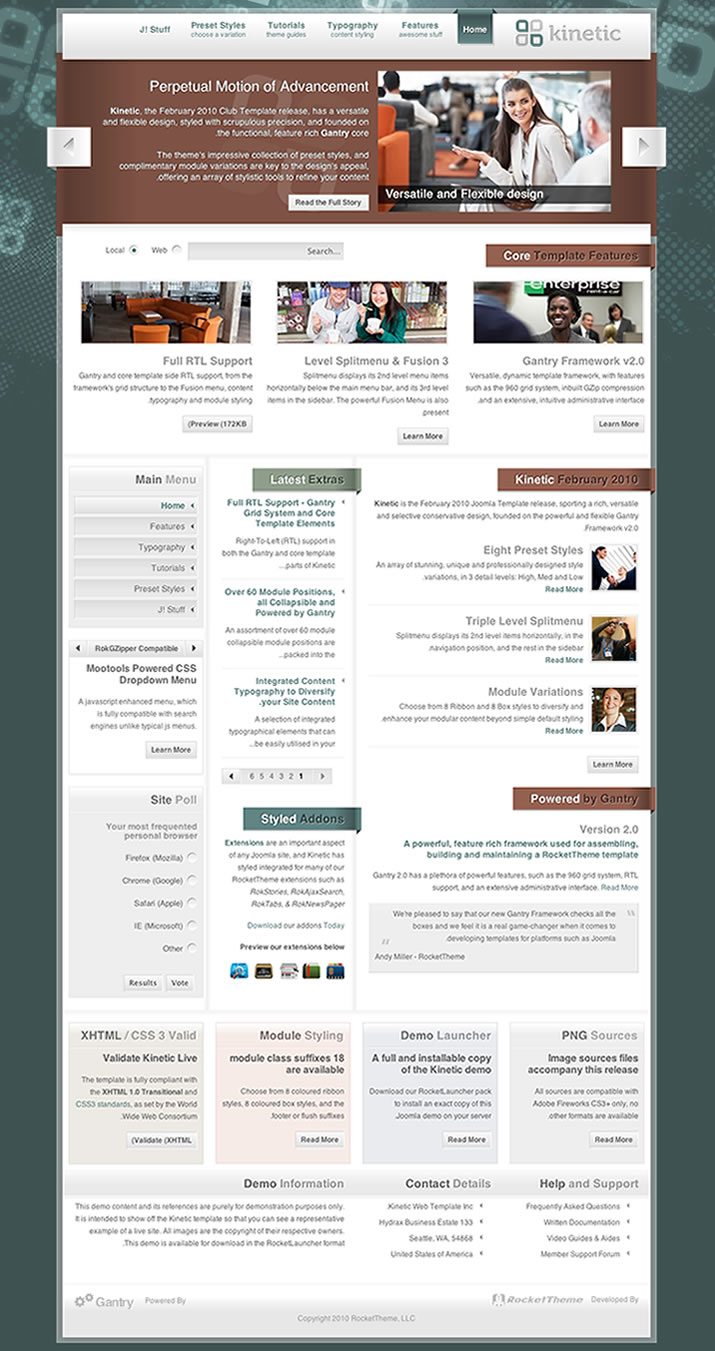 kinetic
Home
Features
awesome stuff
Typography
content styling
Tutorials
theme guides
Preset Styles
choose a variation
J! Stuff
Perpetual Motion of Advancement
Kinetic, the February 2010 Club Template release, has a versatile
and flexible design, styled with scrupulous precision, and founded on
.the functional, feature rich Gantry core
The theme's impressive collection of preset styles, and
complimentary module variations are key to the design's appeal,
.offering an array of stylistic tools to refine your content
Read the Full Story
Versatile and Flexible design
Core Template Features
Local
Web
Search...
enterprise
rent-a-car
Gantry Framework v2.0
Versatile, dynamic template framework, with features
such as the 960 grid system, inbuilt GZip compression
.and an extensive, intuitive administrative interface
Learn More
Level Splitmenu & Fusion 3
Splitmenu displays its 2nd level menu items
horizontally below the main menu bar, and its 3rd level
items in the sidebar. The powerful Fusion Menu is also
.present
Learn More
Full RTL Support
Gantry and core template side RTL support, from the
framework's grid structure to the Fusion menu, content
.typography and module styling
(Preview (172KB
Kinetic February 2010
Kinetic is the February 2010 Joomla Template release, sporting a rich, versatile
and selective conservative design, founded on the powerful and flexible Gantry
.Framework v2.0
Eight Preset Styles
An array of stunning, unique and professionally designed style
.variations, in 3 detail levels: High, Med and Low
Read More
Triple Level Splitmenu
Splitmenu displays its 2nd level items horizontally, in the
.navigation position, and the rest in the sidebar
Read More
Module Variations
Choose from 8 Ribbon and 8 Box styles to diversify and
.enhance your modular content beyond simple default styling
Read More
Learn More
Powered by Gantry
Version 2.0
A powerful, feature rich framework used for assembling,
building and maintaining a RocketTheme template
Gantry 2.0 has a plethora of powerful features, such as the 960 grid system, RTL
support, and an extensive administrative interface. Read More
We're pleased to say that our new Gantry Framework checks all the
boxes and we feel it is a real game-changer when it comes to
.developing templates for platforms such as Joomla
Andy Miller - RocketTheme
Latest Extras
Full RTL Support - Gantry
Grid System and Core
Template Elements
Right-To-Left (RTL) support in
both the Gantry and core template
...parts of Kinetic
Over 60 Module Positions,
all Collapsible and
Powered by Gantry
An assortment of over 60 module
collapsible module positions are
...packed into the
Integrated Content
Typography to Diversify
.your Site Content
A selection of integrated
typographical elements that can
...be easily utilised in your
6 5 4 3 2 1
Styled Addons
Extensions are an important aspect
of any Joomla site, and Kinetic has
styled integrated for many of our
RocketTheme extensions such as
RokStories, RokAjaxSearch,
RokTabs, & RokNewsPaper
Download our addons Today
Preview our extensions below
Main Menu
Home
Features
Typography
Tutorials
Preset Styles
J! Stuff
RokGZipper Compatible
Mootools Powered CSS
Dropdown Menu
A javascript enhanced menu, which
is fully compatible with search
engines unlike typical js menus.
Learn More
Site Poll
Your most frequented
personal browser
Firefox (Mozilla)
Chrome (Google)
Safari (Apple)
IE (Microsoft)
Other
Results
Vote
PNG Sources
Image sources files
accompany this release
All sources are compatible with
Adobe Fireworks CS3+ only, no
.other formats are available
Read More
Demo Launcher
A full and installable copy
of the Kinetic demo
Download our RocketLauncher pack
to install an exact copy of this
Joomla demo on your server
Read More
Module Styling
module class suffixes 18
are available
Choose from 8 coloured ribbon
styles, 8 coloured box styles, and the
.footer or flush suffixes
Read More
XHTML / CSS 3 Valid
Validate Kinetic Live
The template is fully compliant with
the XHTML 1.0 Transitional and
CSS3 standards, as set by the World
.Wide Web Consortium
(Validate (XHTML
Help and Support
Frequently Asked Questions
Written Documentation
Video Guides & Aides
Member Support Forum
Contact Details
.Kinetic Web Template Inc
Hydrax Business Estate 133
Seattle, WA, 54868
United States of America
Demo Information
This demo content and its references are purely for demonstration purposes only.
It is intended to show off the Kinetic template so that you can see a representative
example of a live site. All images are the copyright of their respective owners.
.This demo is available for download in the RocketLauncher format
Gantry
Powered By
RocketTheme
Developed By
Copyright 2010 RocketTheme, LLC